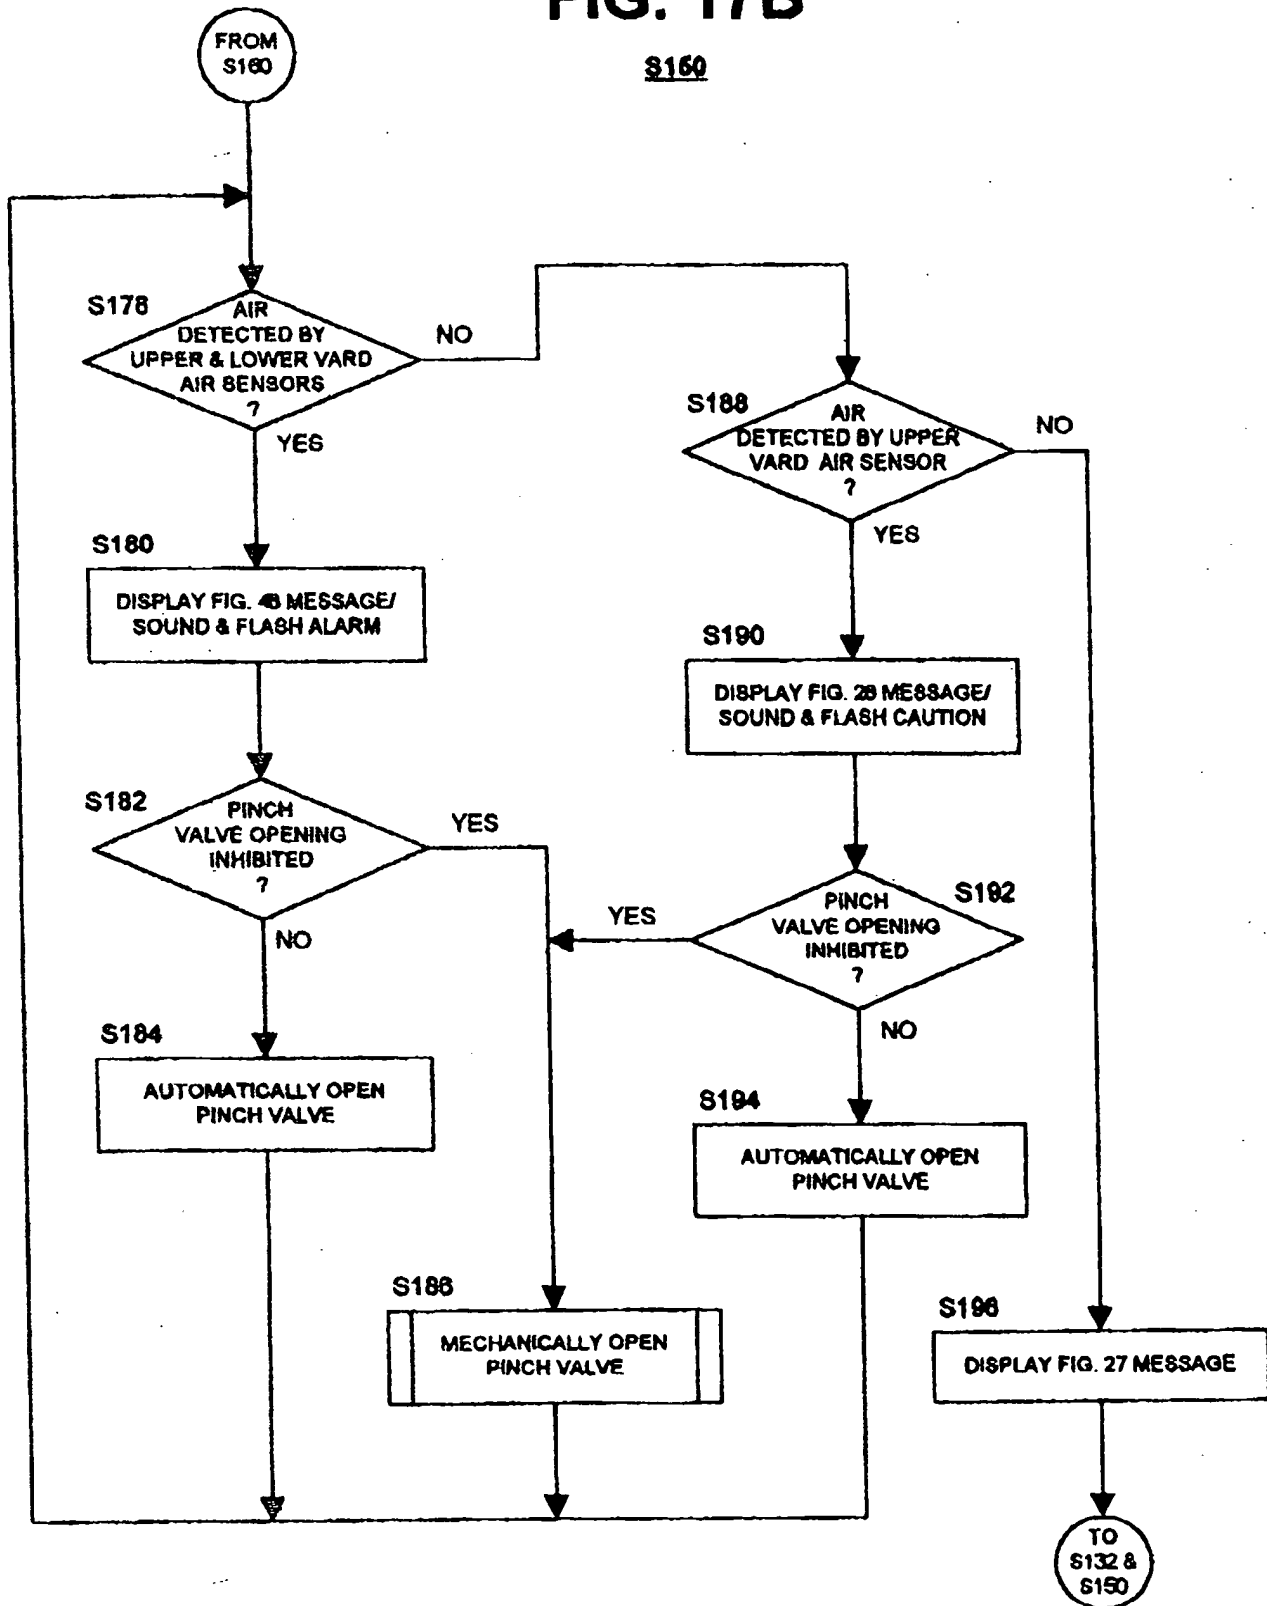 FIG. 17B
S150
FROM
S160
S178
AIR
DETECTED BY
UPPER & LOWER VARD
AIR SENSORS
?
NO
YES
S188
AIR
DETECTED BY UPPER
VARD AIR SENSOR
?
NO
YES
S180
DISPLAY FIG. MESSAGE/
SOUND & FLASH ALARM
S190
DISPLAY FIG. 28 MESSAGE/
SOUND & FLASH CAUTION
S182
PINCH
VALVE OPENING
INHIBITED
?
YES
NO
S192
PINCH
VALVE OPENING
INHIBITED
?
YES
NO
S184
AUTOMATICALLY OPEN
PINCH VALVE
S194
AUTOMATICALLY OPEN
PINCH VALVE
S186
MECHANICALLY OPEN
PINCH VALVE
S196
DISPLAY FIG. 27 MESSAGE
TO
S132 &
S150